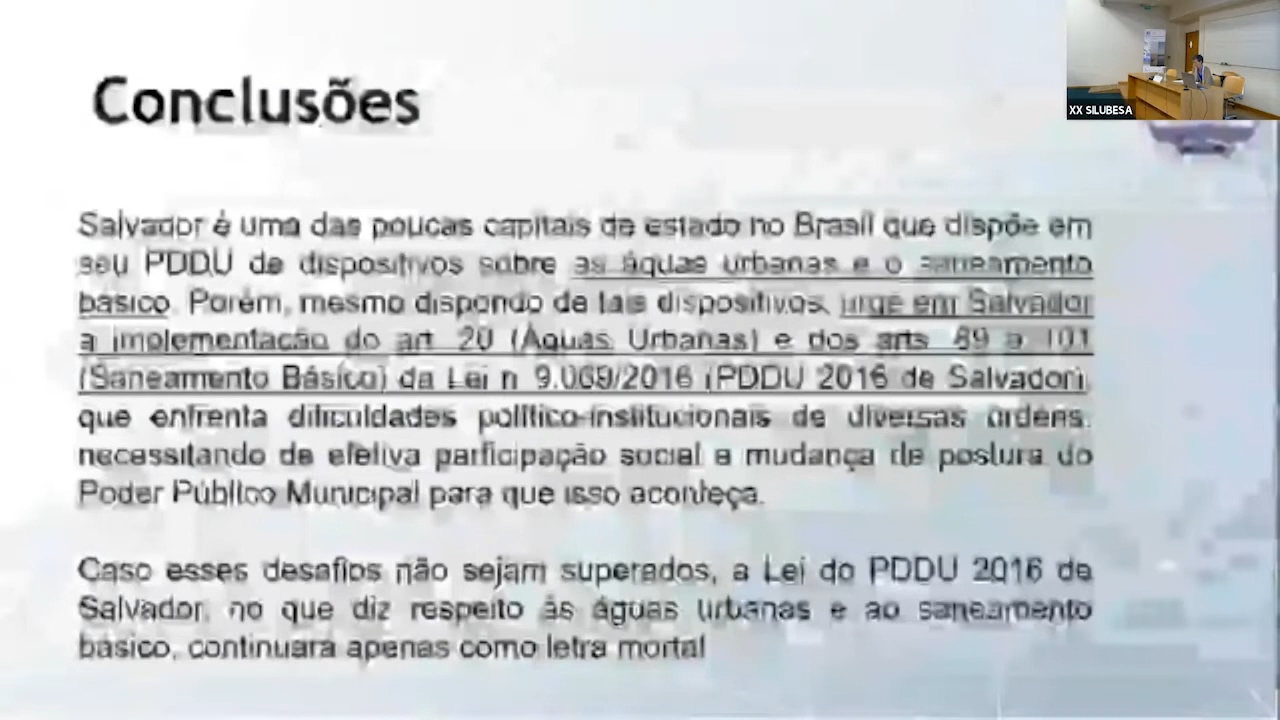 XX SILUBESA
Conclusões
Salvador é uma das poucas capitais de estado no Brasil que dispõe em
seu PDDU de dispositivos sobre as águas urbanas e o saneamento
básico. Porém, mesmo dispondo de tais dispositivos, urge em Salvador
a implementação do art. 20 (Águas Urbanas) e dos arts. 89 a 101
(Saneamento Básico) da Lei n. 9.069/2016 (PDDU 2016 de Salvador),
que enfrenta dificuldades político-institucionais de diversas ordens,
necessitando de efetiva participação social e mudança de postura do
Poder Público Municipal para que isso aconteça.
Caso esses desafios não sejam superados, a Lei do PDDU 2016 de
Salvador, no que diz respeito às águas urbanas e ao saneamento
básico, continuará apenas como letra morta!